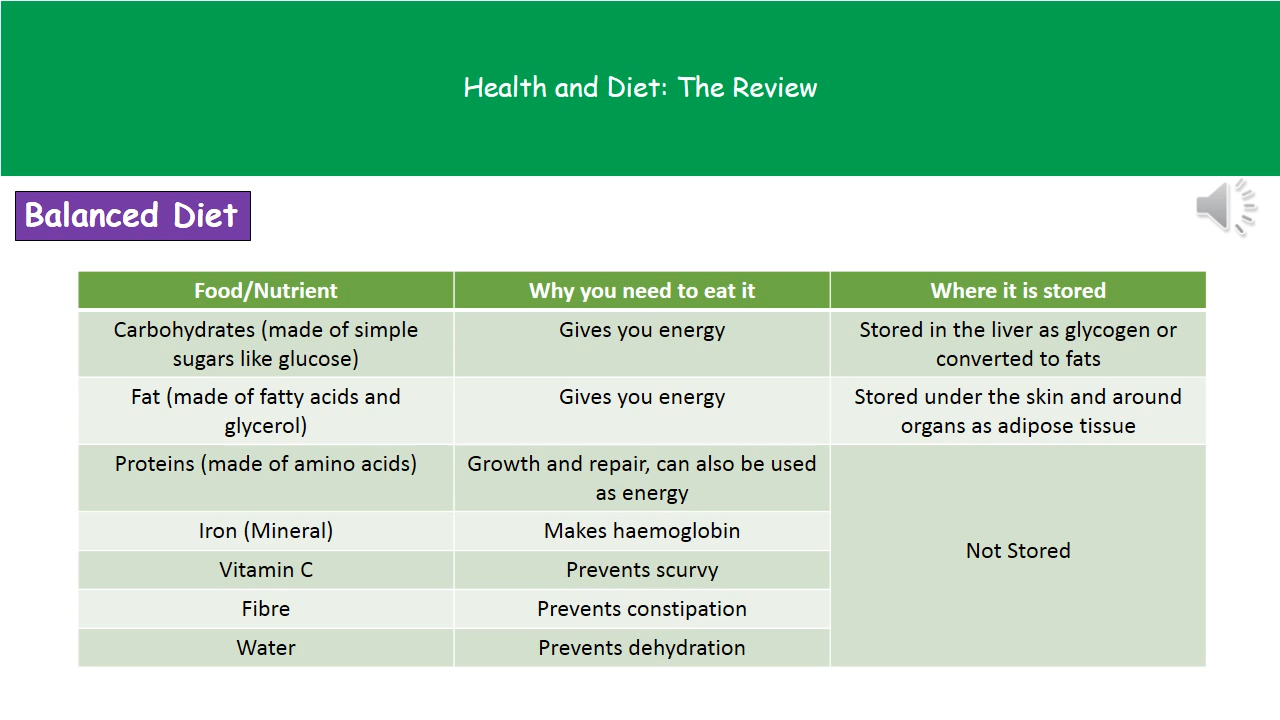 Health and Diet: The Review
Balanced Diet
Food/Nutrient
Why you need to eat it
Where it is stored
Carbohydrates (made of simple
sugars like glucose)
Gives you energy
Stored in the liver as glycogen or
converted to fats
Fat (made of fatty acids and
glycerol)
Gives you energy
Stored under the skin and around
organs as adipose tissue
Proteins (made of amino acids)
Growth and repair, can also be used
as energy
Not Stored
Iron (Mineral)
Makes haemoglobin
Vitamin C
Prevents scurvy
Fibre
Prevents constipation
Water
Prevents dehydration